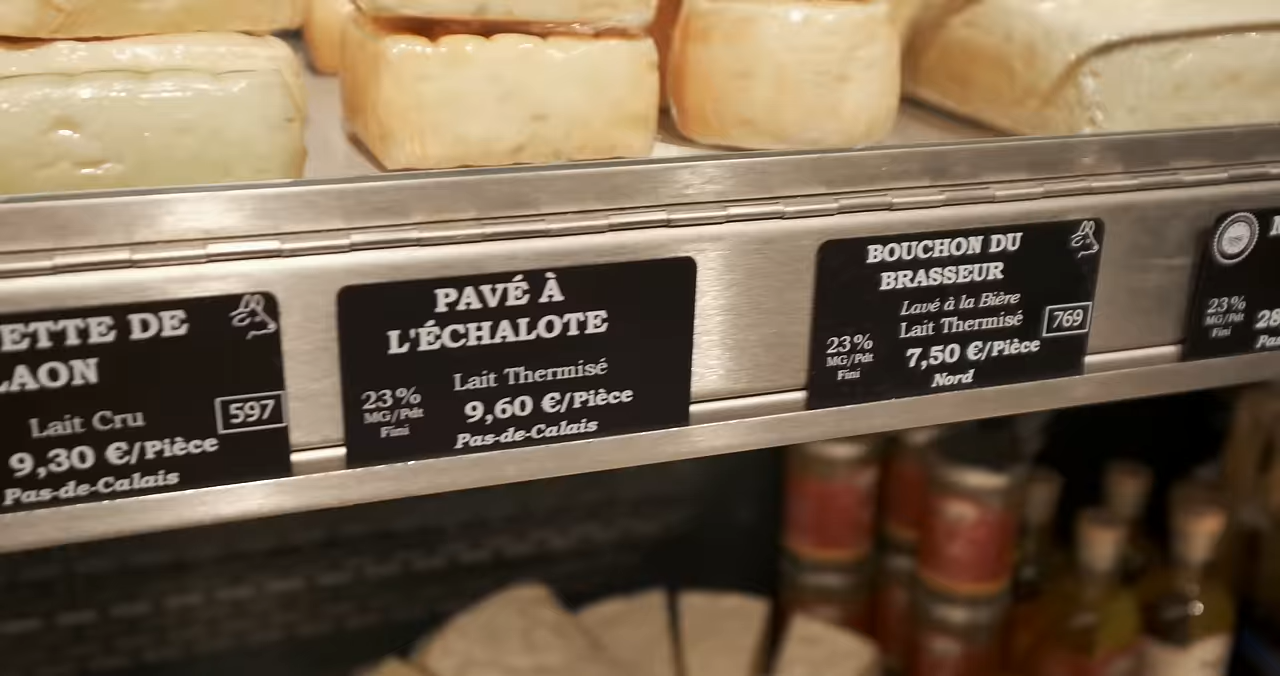 ETTE DE
LAON
Lait Cru
597
9,30 €/Pièce
Pas-de-Calais
PAVÉ À
L'ÉCHALOTE
Lait Thermisé
23%
MG/Pdt
Fini
9,60 €/Pièce
Pas-de-Calais
BOUCHON DU
BRASSEUR
Lavé à la Bière
Lait Thermisé
769
23%
MG/Pdt
Fini
7,50 €/Pièce
Nord
23%
MG/Pdt
Fini
28
Pas